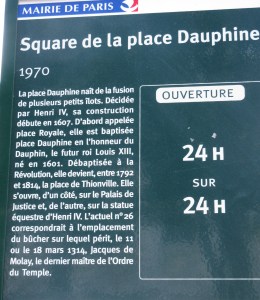 MAIRIE DE PARIS
Square de la place Dauphine
1970
La place Dauphine naît de la fusion
de plusieurs petits îlots. Décidée
par Henri IV, sa construction
débute en 1607. D'abord appelée
place Royale, elle est baptisée
place Dauphine en l'honneur du
Dauphin, le futur roi Louis XIII,
né en 1601. Débaptisée à la
Révolution, elle devient, entre 1792
et 1814, la place de Thionville. Elle
s'ouvre, d'un côté, sur le Palais de
Justice et, de l'autre, sur la statue
équestre d'Henri IV. L'actuel n°26
correspondrait à l'emplacement
du bûcher sur lequel périt, le 11
ou 18 mars 1314, Jacques de
Molay, le dernier maître de l'Ordre
du Temple.
OUVERTURE
24 H
SUR
24 H